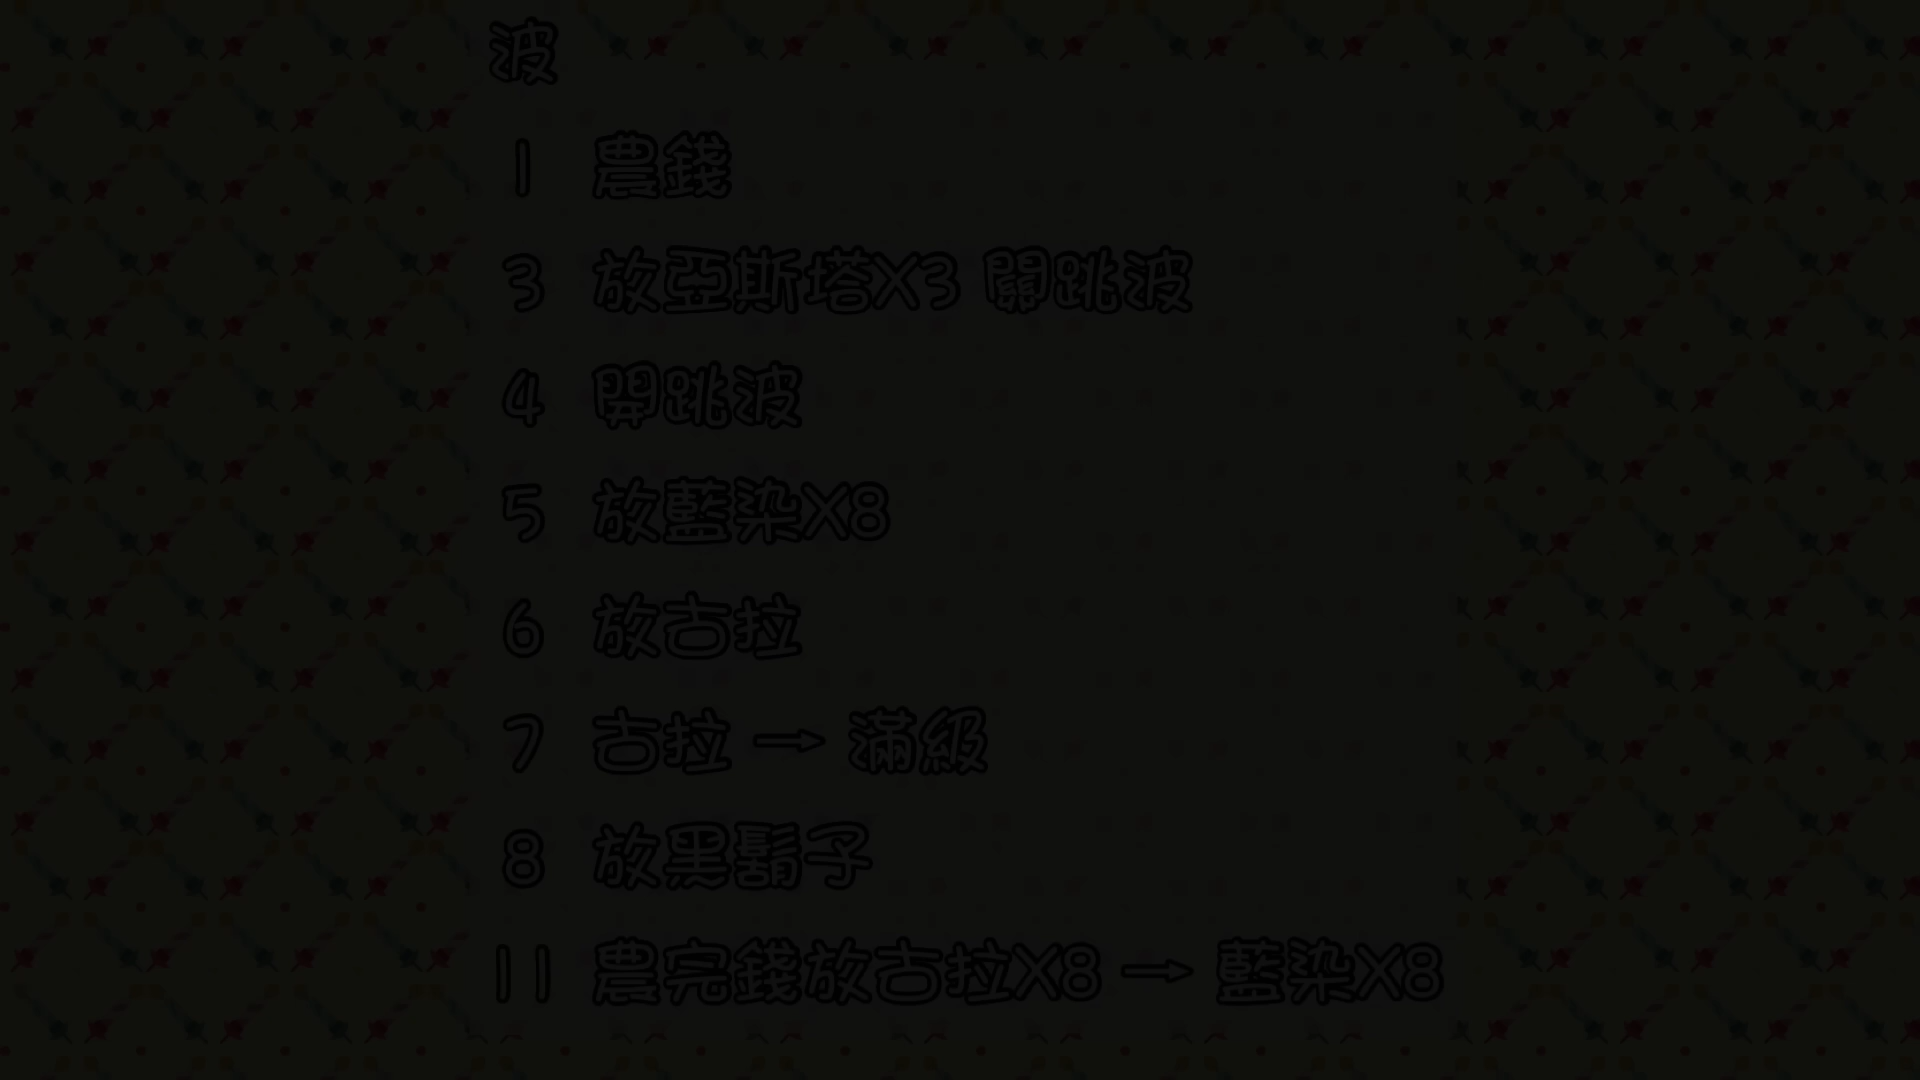 波
1 農錢
3 放亞斯塔X3 關跳波
4 開跳波
5 放藍染X8
6 放古拉
7 古拉 → 滿級
8 放黑鬍子
11 農完錢放古拉X8 → 藍染X8